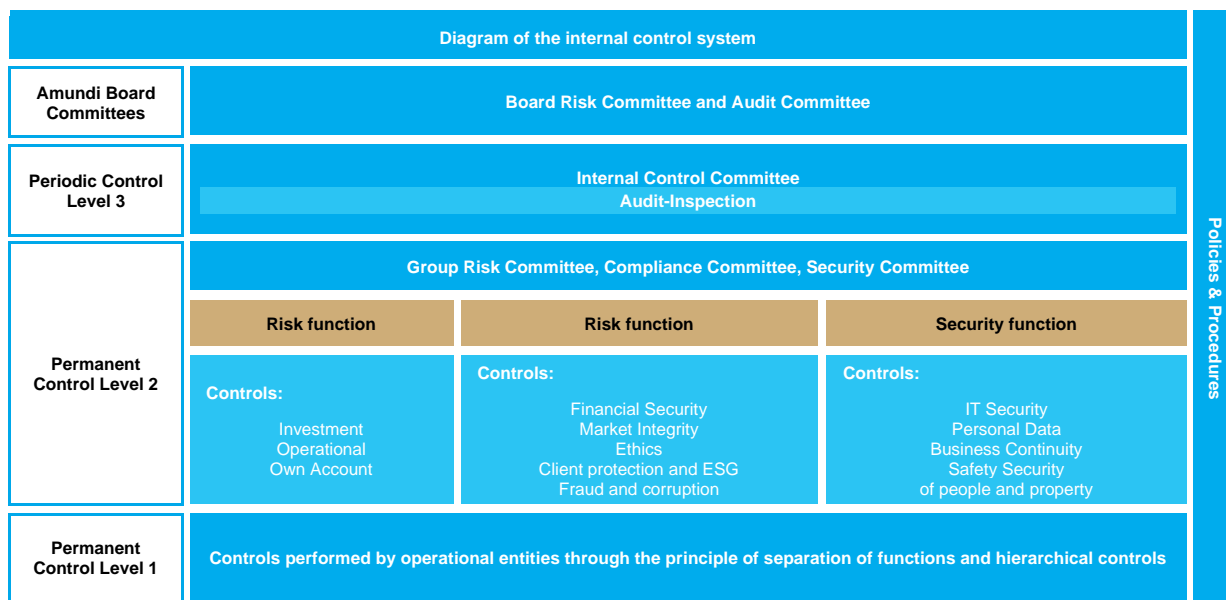 Diagram of the internal control system
Amundi Board
Committees
Board Risk Committee and Audit Committee
Periodic Control
Level 3
Internal Control Committee
Audit-Inspection
Permanent
Control Level 2
Group Risk Committee, Compliance Committee, Security Committee
Risk function
Controls:
Investment
Operational
Own Account
Risk function
Controls:
Financial Security
Market Integrity
Ethics
Client protection and ESG
Fraud and corruption
Security function
Controls:
IT Security
Personal Data
Business Continuity
Safety Security
of people and property
Permanent
Control Level 1
Controls performed by operational entities through the principle of separation of functions and hierarchical controls
Policies & Procedures